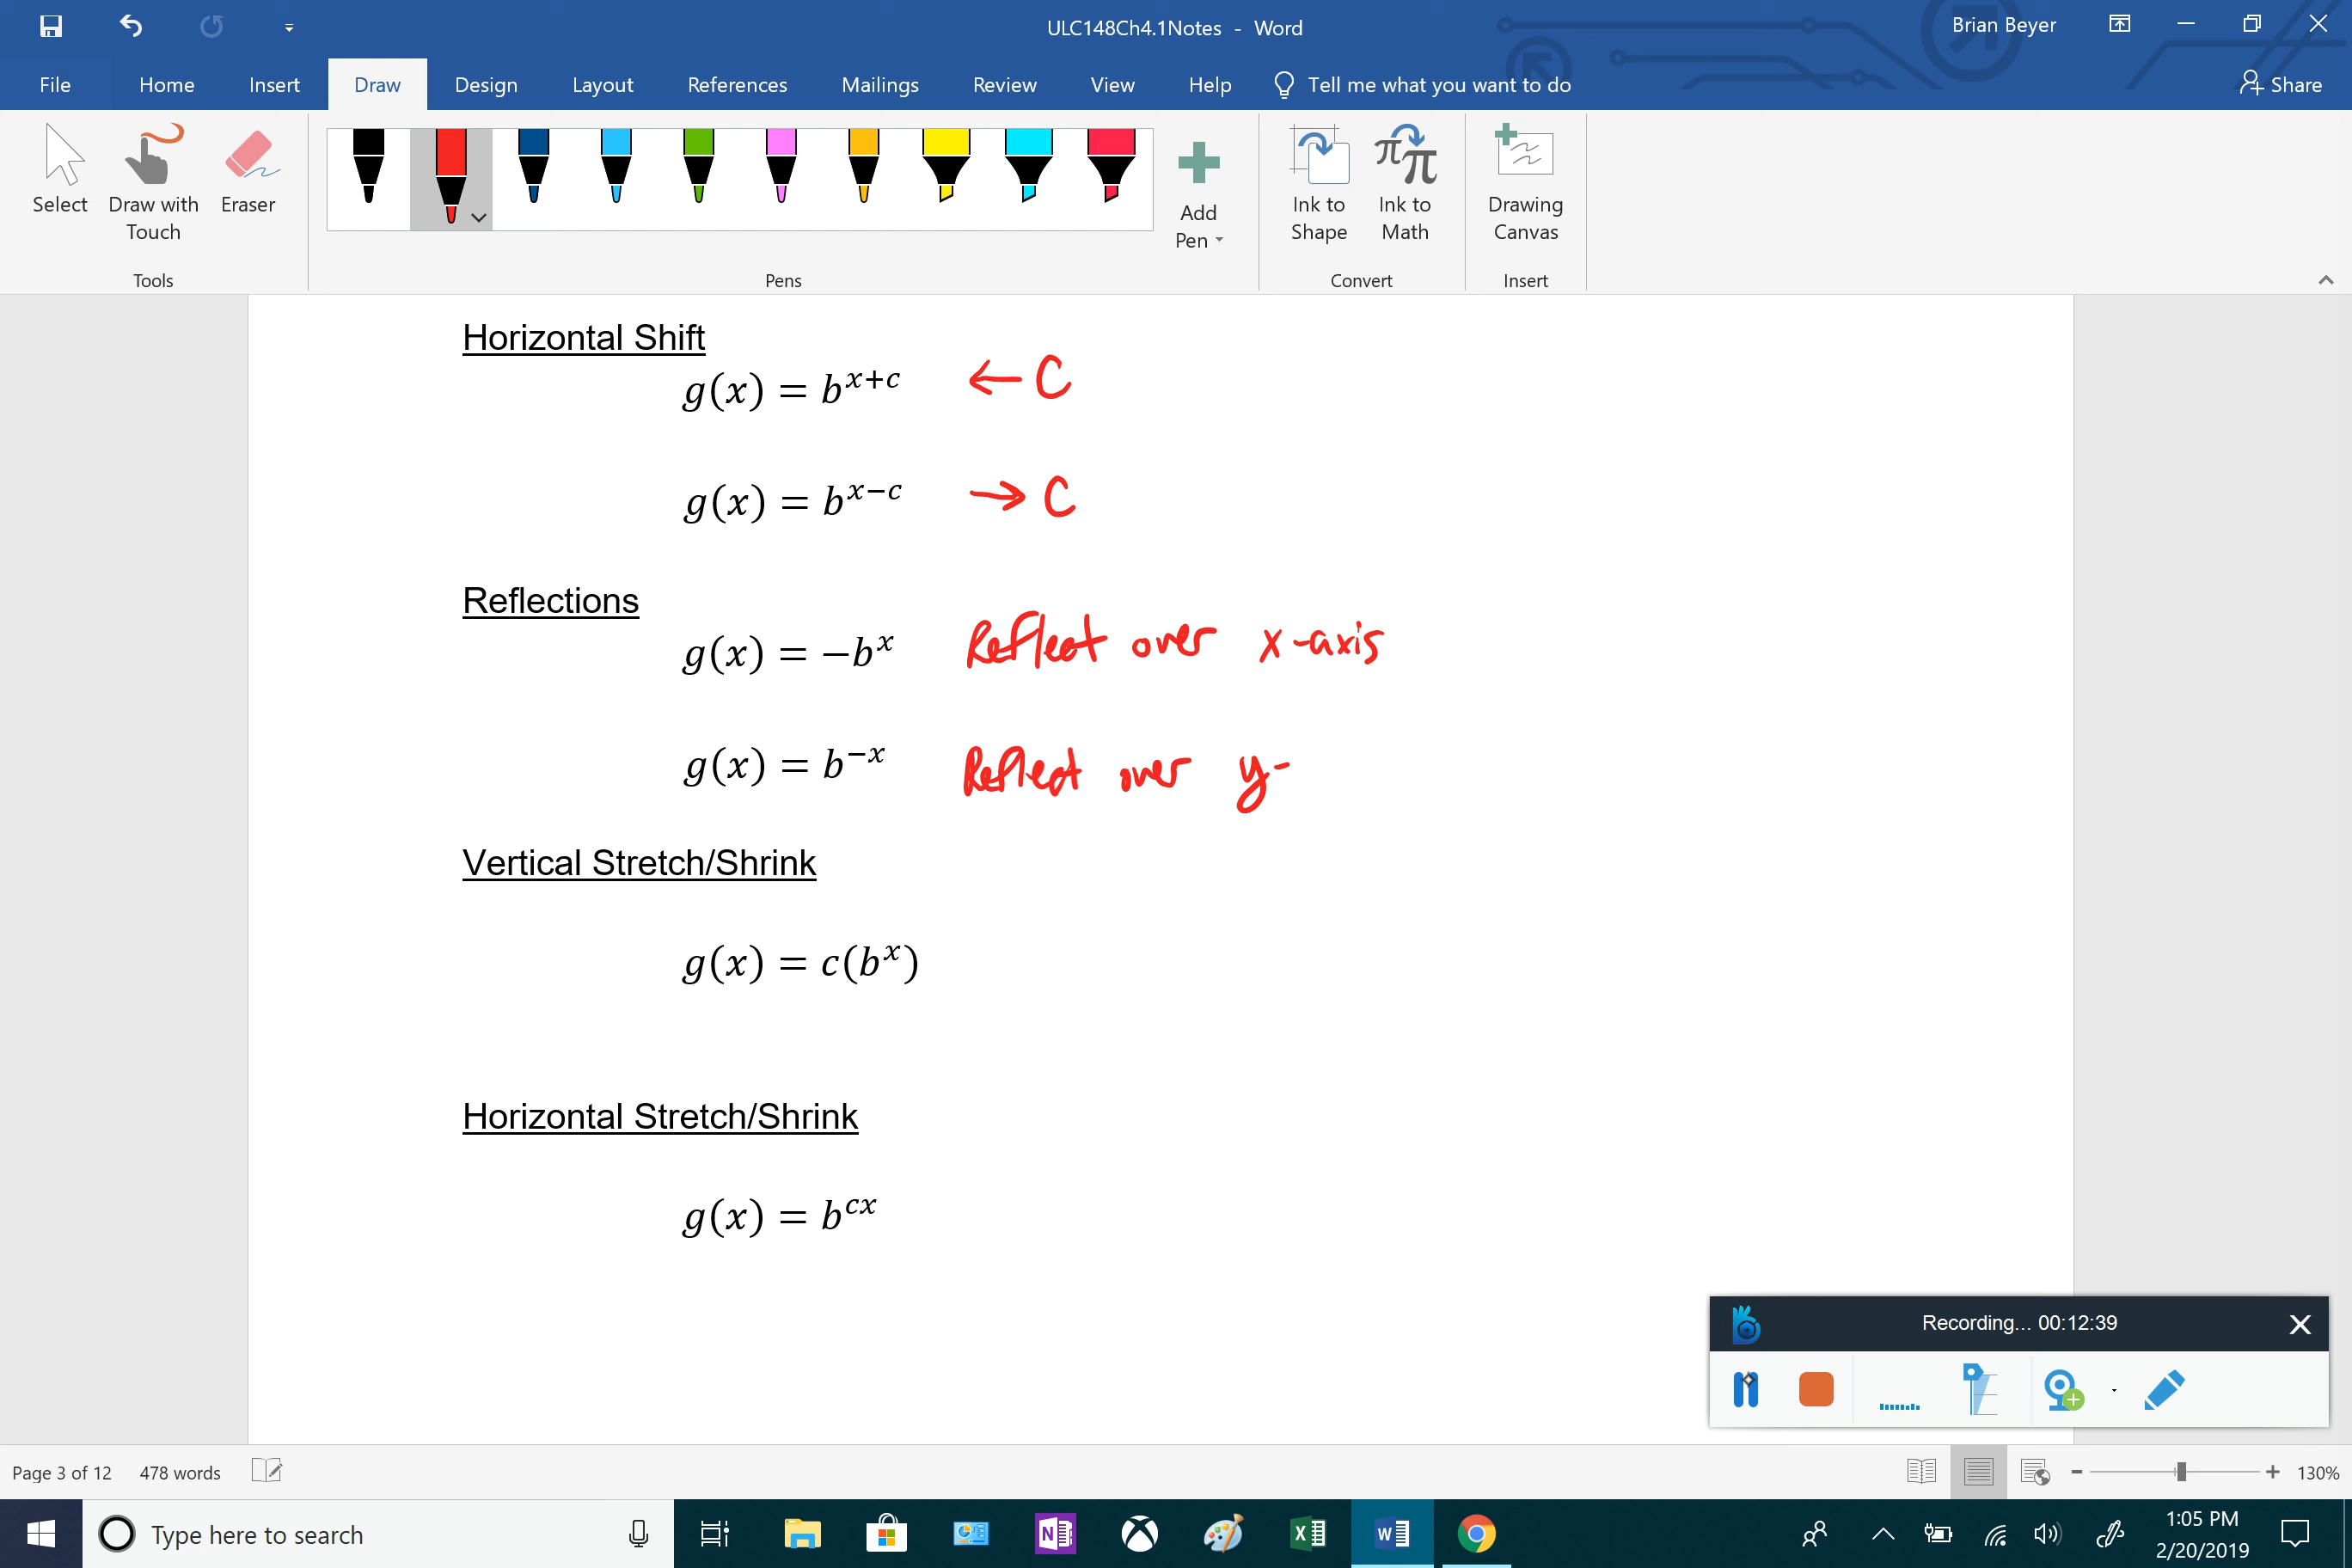 ULC148Ch4.1Notes - Word
Brian Beyer
File Home Insert Draw Design Layout References Mailings Review View Help Tell me what you want to do Share
Select Draw with Touch Eraser
Add Pen
Ink to Shape Ink to Math
Drawing Canvas
Tools Pens Convert Insert
Horizontal Shift
g(x) = b^{x+c} ← C
g(x) = b^{x−c} → C
Reflections
g(x) = −b^x Reflect over x-axis
g(x) = b^{−x} Reflect over y-
Vertical Stretch/Shrink
g(x) = c(b^x)
Horizontal Stretch/Shrink
g(x) = b^{cx}
Recording... 00:12:39
Page 3 of 12 478 words 130%
Type here to search
1:05 PM
2/20/2019